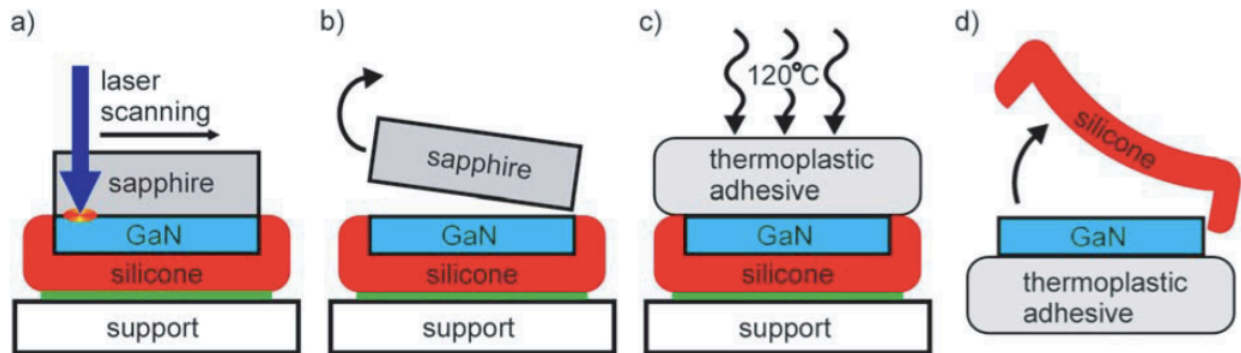 a)
laser
scanning
sapphire
GaN
silicone
support
b)
sapphire
GaN
silicone
support
c)
120°C
thermoplastic
adhesive
GaN
silicone
support
d)
silicone
GaN
thermoplastic
adhesive